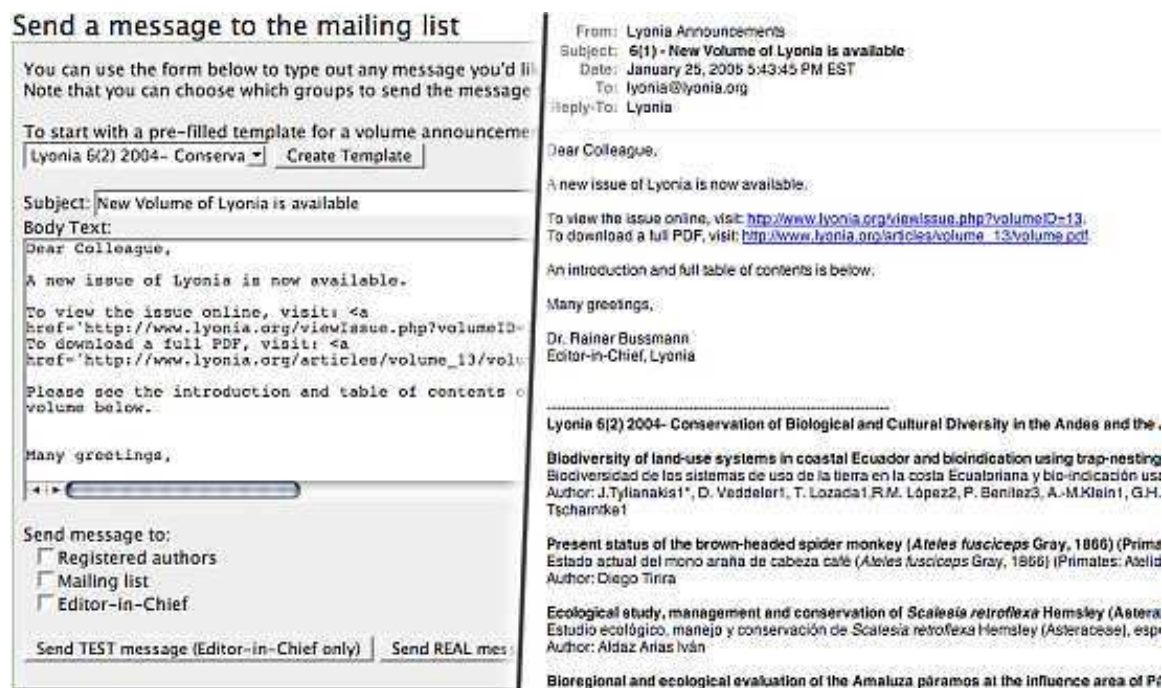 Send a message to the mailing list
You can use the form below to type out any message you'd li
Note that you can choose which groups to send the message
To start with a pre-filled template for a volume announceme
Lyonia 6(2) 2004- Conserva Create Template
Subject: New Volume of Lyonia is available
Body Text:
Dear Colleague,
A new issue of Lyonia is now available.
To view the issue online, visit: <a
href='http://www.lyonia.org/viewIssue.php?volumeID=
To download a full PDF, visit: <a
href='http://www.lyonia.org/articles/volume_13/volu
Please see the introduction and table of contents o
volume below.
Many greetings,
Send message to:
Registered authors
Mailing list
Editor-in-Chief
Send TEST message (Editor-in-Chief only) Send REAL mes
From: Lyonia Announcements
Subject: 6(1) - New Volume of Lyonia is available
Date: January 25, 2005 5:43:45 PM EST
To: lyonia@lyonia.org
Reply-To: Lyonia
Dear Colleague,
A new issue of Lyonia is now available.
To view the issue online, visit: http://www.lyonia.org/viewIssue.php?volumeID=13.
To download a full PDF, visit: http://www.lyonia.org/articles/volume_13/volume.pdf.
An introduction and full table of contents is below.
Many greetings,
Dr. Rainer Bussmann
Editor-in-Chief, Lyonia
Lyonia 6(2) 2004- Conservation of Biological and Cultural Diversity in the Andes and the
Biodiversity of land-use systems in coastal Ecuador and bioindication using trap-nesting
Biodiversidad de los sistemas de uso de la tierra en la costa Ecuatoriana y bio-indicación usa
Author: J.Tylianakis1*, D. Veddeler1, T. Lozada1,R.M. López2, P. Benítez3, A.-M.Klein1, G.H.
Tscharntke1
Present status of the brown-headed spider monkey (Ateles fusciceps Gray, 1866) (Prima
Estado actual del mono araña de cabeza café (Ateles fusciceps Gray, 1866) (Primates: Atelid
Author: Diego Tirira
Ecological study, management and conservation of Scalesia retroflexa Hemsley (Astera
Estudio ecológico, manejo y conservación de Scalesia retroflexa Hemsley (Asteraceae), espe
Author: Aldaz Arias Iván
Bioregional and ecological evaluation of the Amaluza páramos at the influence area of